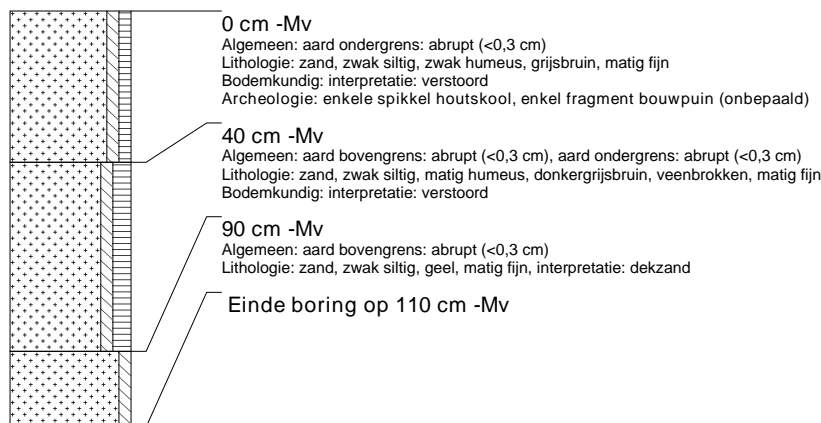 0 cm -Mv
Algemeen: aard ondergrens: abrupt (<0,3 cm)
Lithologie: zand, zwak siltig, zwak humeus, grijsbruin, matig fijn
Bodemkundig: interpretatie: verstoord
Archeologie: enkele spikkel houtskool, enkel fragment bouwpuin (onbepaald)
40 cm -Mv
Algemeen: aard bovengrens: abrupt (<0,3 cm), aard ondergrens: abrupt (<0,3 cm)
Lithologie: zand, zwak siltig, matig humeus, donkergrijsbruin, veenbrokken, matig fijn
Bodemkundig: interpretatie: verstoord
90 cm -Mv
Algemeen: aard bovengrens: abrupt (<0,3 cm)
Lithologie: zand, zwak siltig, geel, matig fijn, interpretatie: dekzand
Einde boring op 110 cm -Mv